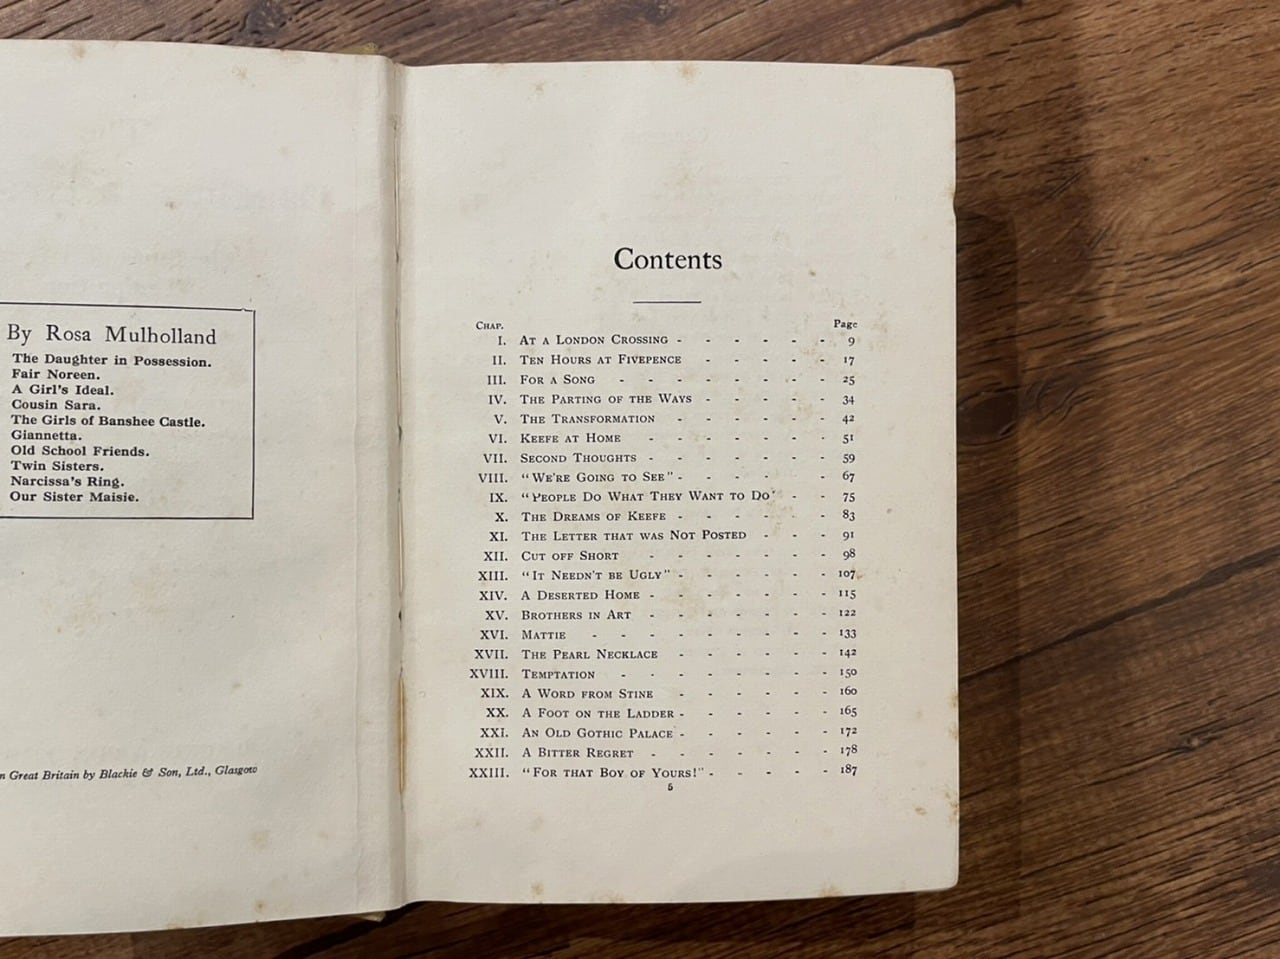 By Rosa Mulholland
The Daughter in Possession.
Fair Noreen.
A Girl's Ideal.
Cousin Sara.
The Girls of Banshee Castle.
Giannetta.
Old School Friends.
Twin Sisters.
Narcissa's Ring.
Our Sister Maisie.
n Great Britain by Blackie & Son, Ltd., Glasgow
Contents
CHAP. Page
I. AT A LONDON CROSSING - - - - - - 9
II. TEN HOURS AT FIVEPENCE - - - - - 17
III. FOR A SONG - - - - - - - - 25
IV. THE PARTING OF THE WAYS - - - - - 34
V. THE TRANSFORMATION - - - - - - 42
VI. KEEFE AT HOME - - - - - - - 51
VII. SECOND THOUGHTS - - - - - - - 59
VIII. "WE'RE GOING TO SEE" - - - - - - 67
IX. "PEOPLE DO WHAT THEY WANT TO DO" - - 75
X. THE DREAMS OF KEEFE - - - - - - 83
XI. THE LETTER THAT WAS NOT POSTED - - - 91
XII. CUT OFF SHORT - - - - - - - 98
XIII. "IT NEEDN'T BE UGLY" - - - - - - 107
XIV. A DESERTED HOME - - - - - - - 115
XV. BROTHERS IN ART - - - - - - - 122
XVI. MATTIE - - - - - - - - - 133
XVII. THE PEARL NECKLACE - - - - - - 142
XVIII. TEMPTATION - - - - - - - - 150
XIX. A WORD FROM STINE - - - - - - 160
XX. A FOOT ON THE LADDER - - - - - - 165
XXI. AN OLD GOTHIC PALACE - - - - - - 172
XXII. A BITTER REGRET - - - - - - - 178
XXIII. "FOR THAT BOY OF YOURS!" - - - - - 187
5